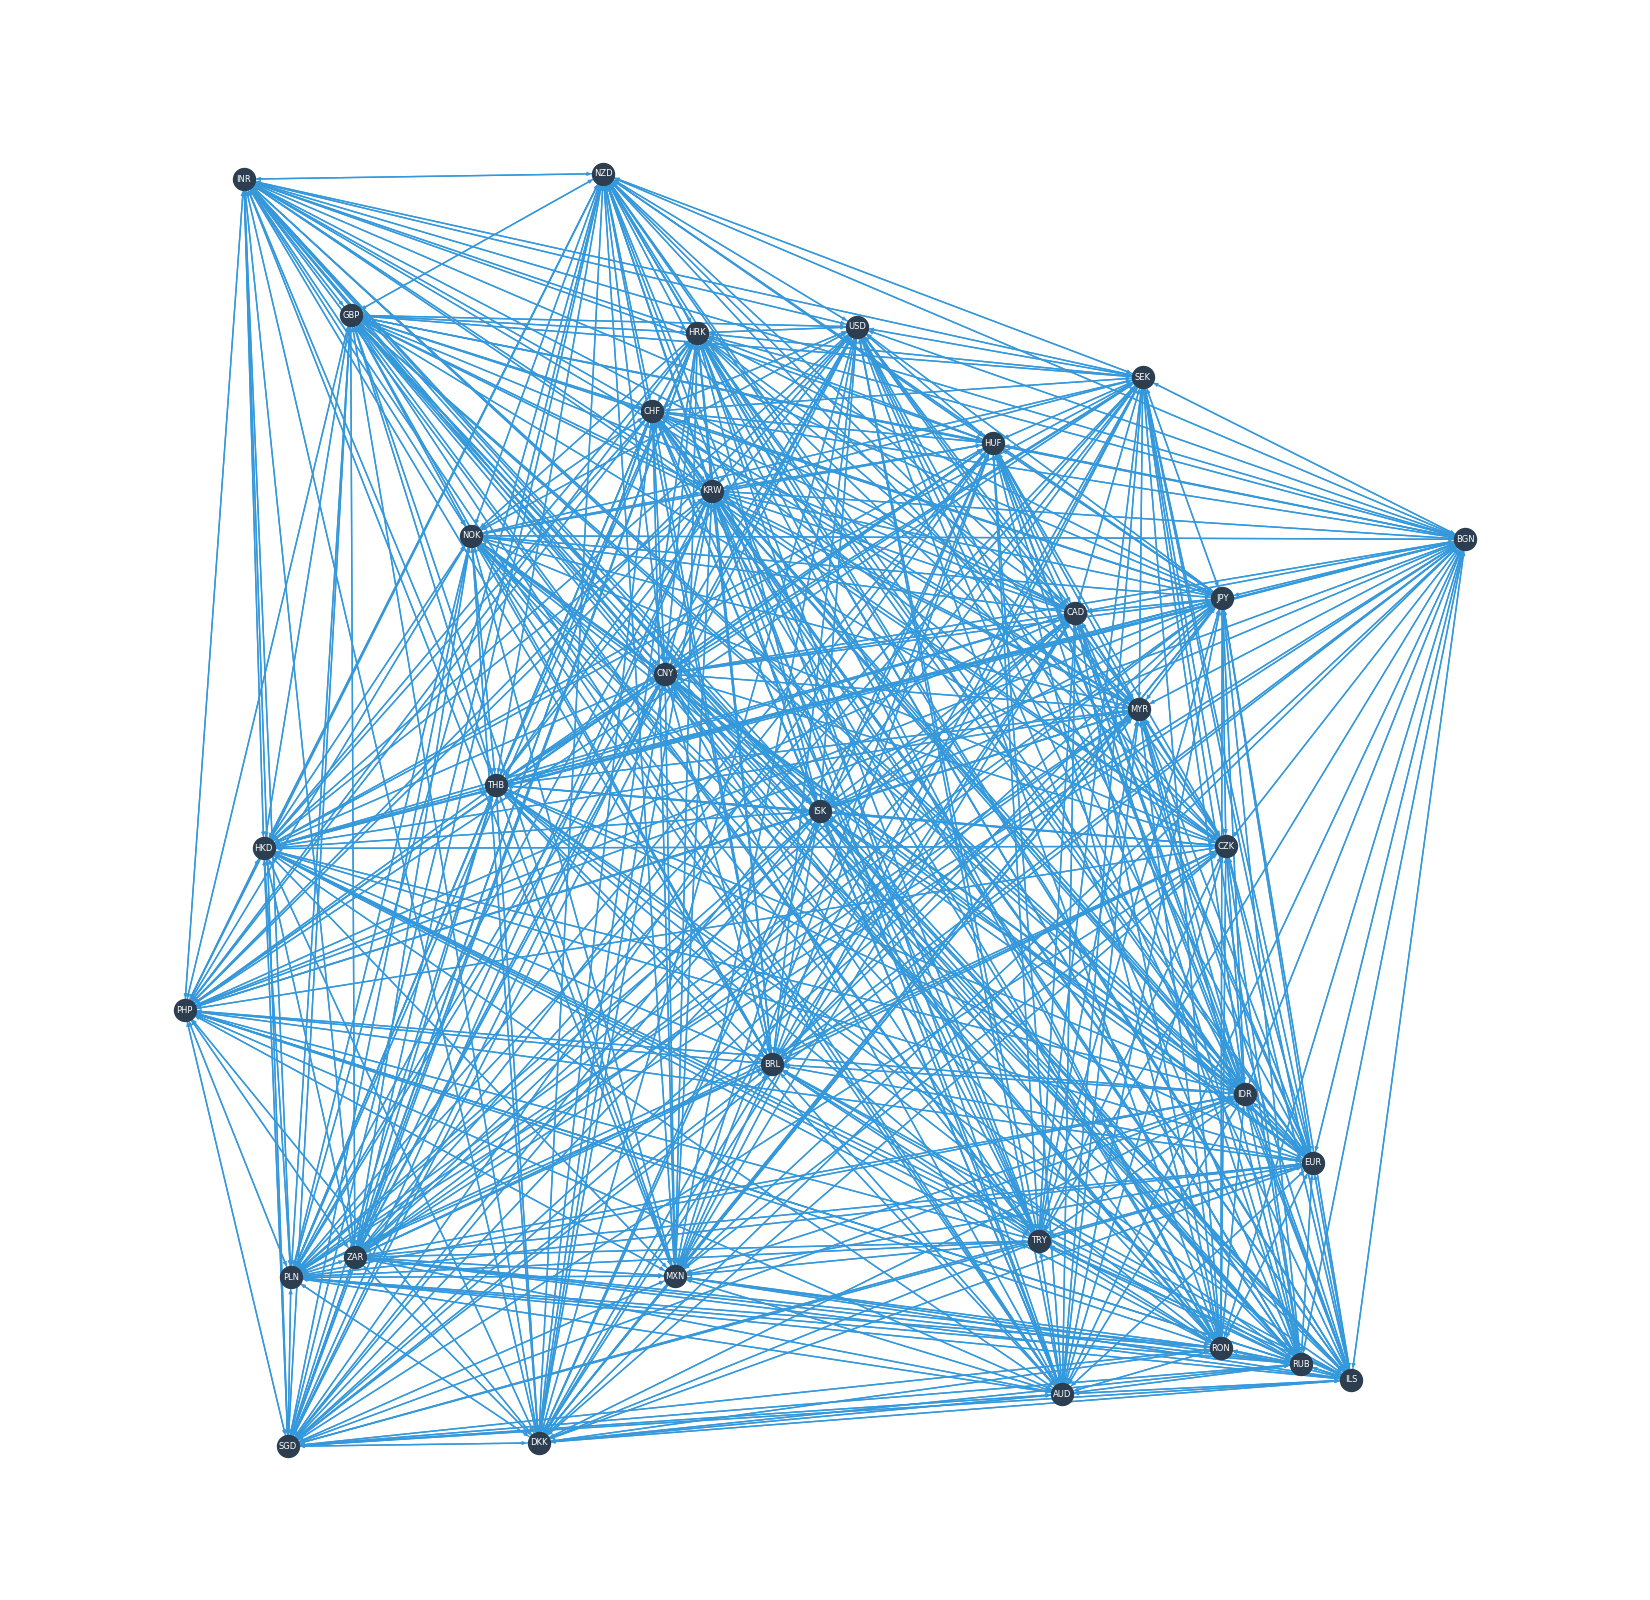 INR
NZD
GBP
HRK
USD
SEK
CHF
HUF
KRW
NOK
BGN
JPY
CAD
CNY
MYR
THB
ISK
HKD
CZK
PHP
BRL
IDR
EUR
TRY
ZAR
PLN
MXN
RON
RUB
ILS
AUD
DKK
SGD